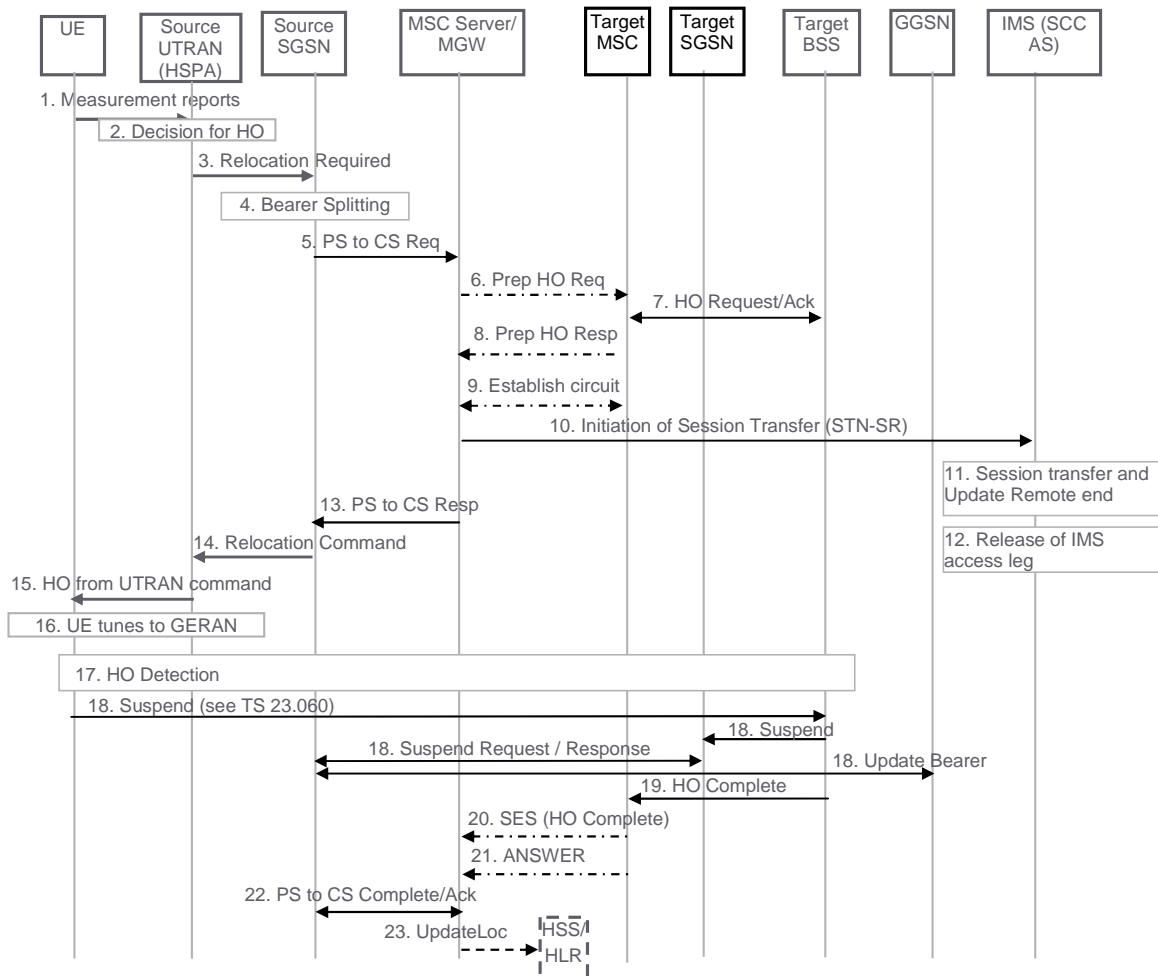 UE
Source
UTRAN
(HSPA)
Source
SGSN
MSC Server/
MGW
Target
MSC
Target
SGSN
Target
BSS
GGSN
IMS (SCC
AS)
1. Measurement reports
2. Decision for HO
3. Relocation Required
4. Bearer Splitting
5. PS to CS Req
6. Prep HO Req
7. HO Request/Ack
8. Prep HO Resp
9. Establish circuit
10. Initiation of Session Transfer (STN-SR)
11. Session transfer and
Update Remote end
13. PS to CS Resp
12. Release of IMS
access leg
14. Relocation Command
15. HO from UTRAN command
16. UE tunes to GERAN
17. HO Detection
18. Suspend (see TS 23.060)
18. Suspend
18. Suspend Request / Response
18. Update Bearer
19. HO Complete
20. SES (HO Complete)
21. ANSWER
22. PS to CS Complete/Ack
23. UpdateLoc
HSS/
HLR